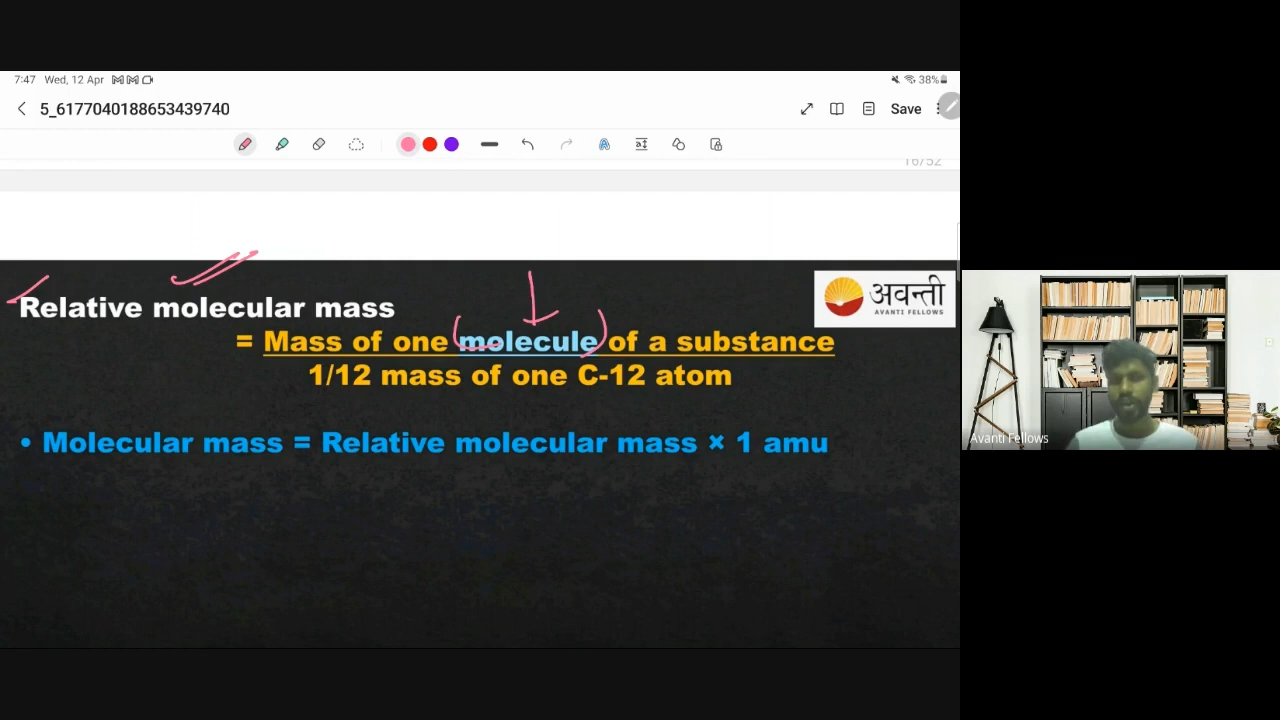 7:47 Wed, 12 Apr
38%
5_6177040188653439740
Save
16/52
Relative molecular mass
= Mass of one molecule of a substance
1/12 mass of one C-12 atom
• Molecular mass = Relative molecular mass × 1 amu
अवन्ती
AVANTI FELLOWS
Avanti Fellows